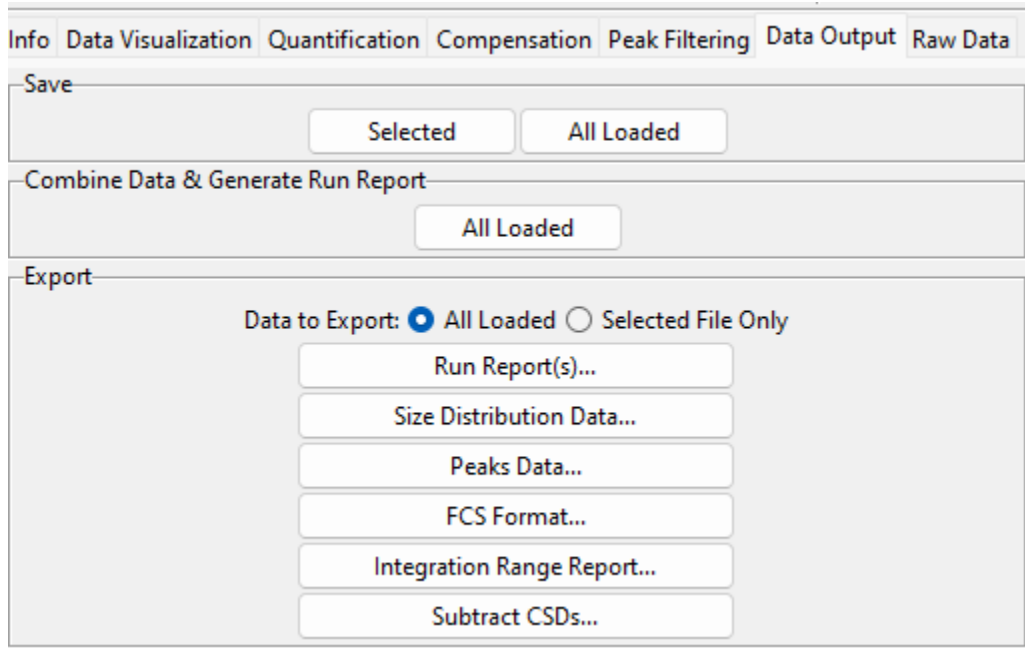 Info Data Visualization Quantification Compensation Peak Filtering Data Output Raw Data
Save
Selected All Loaded
Combine Data & Generate Run Report
All Loaded
Export
Data to Export: All Loaded Selected File Only
Run Report(s)...
Size Distribution Data...
Peaks Data...
FCS Format...
Integration Range Report...
Subtract CSDs...